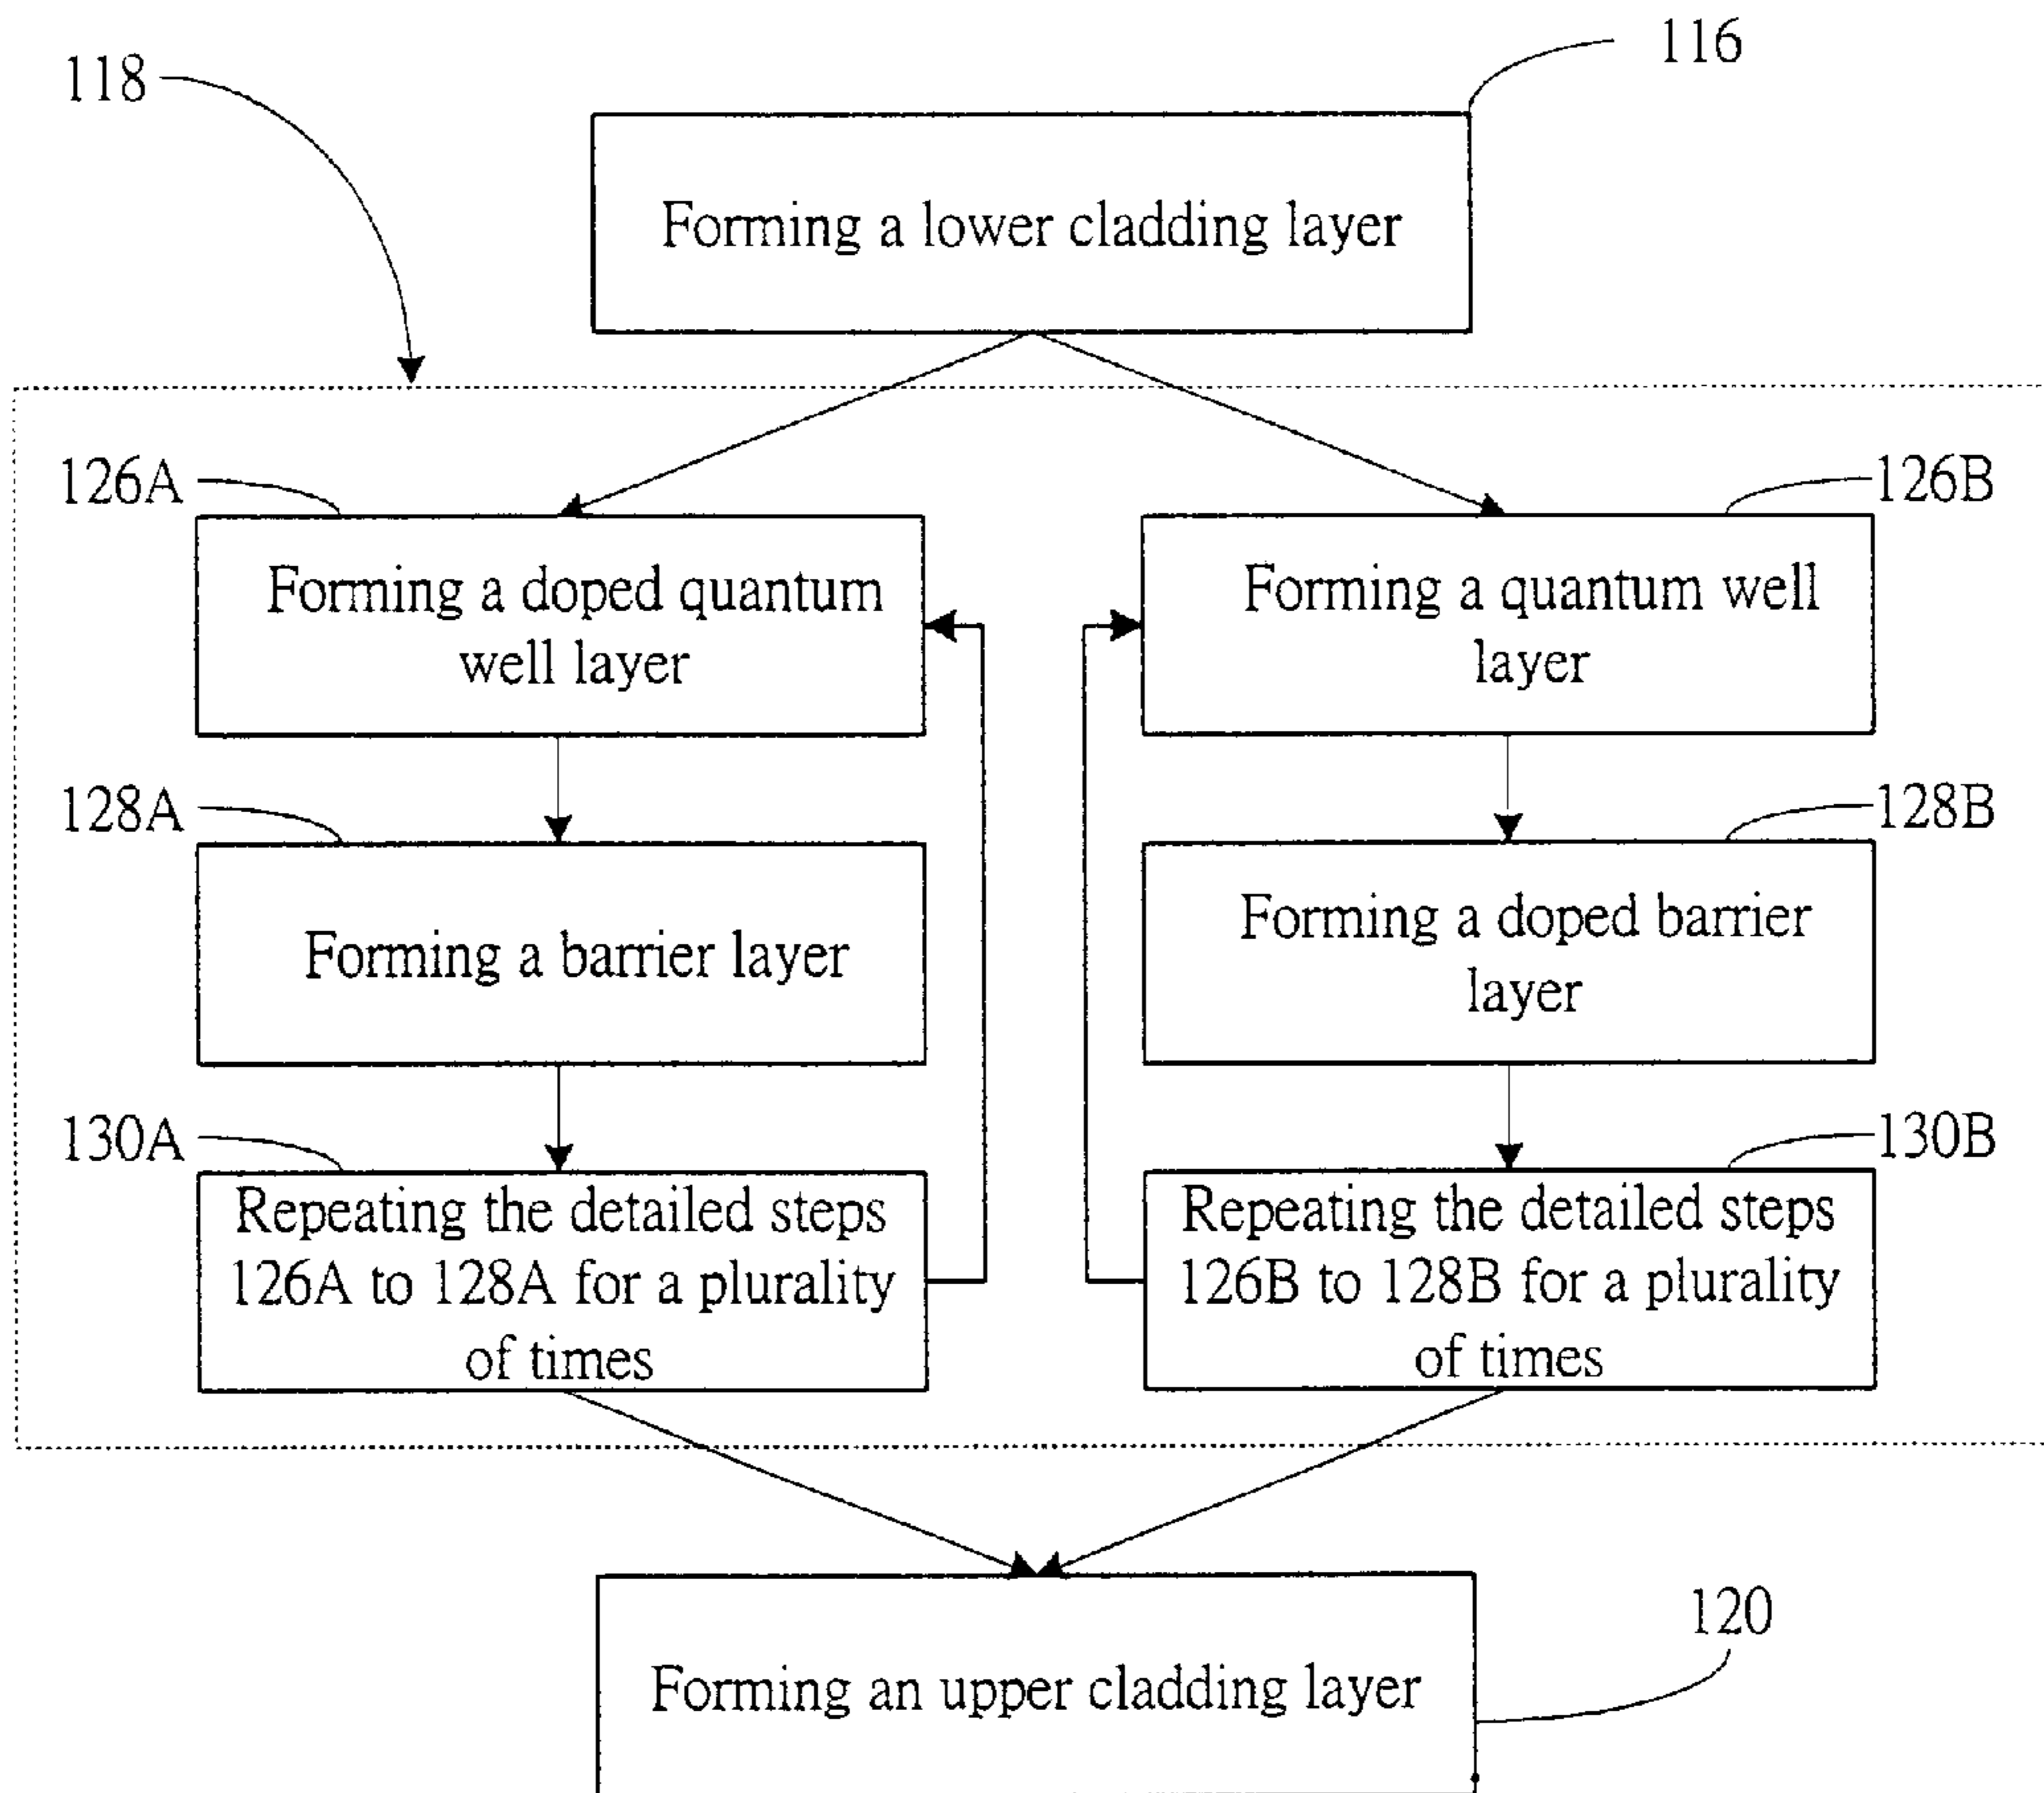 116
118
Forming a lower cladding layer
126A
126B
Forming a doped quantum
well layer
Forming a quantum well
layer
128A
128B
Forming a barrier layer
Forming a doped barrier
layer
130A
130B
Repeating the detailed steps
126A to 128A for a plurality
of times
Repeating the detailed steps
126B to 128B for a plurality
of times
120
Forming an upper cladding layer